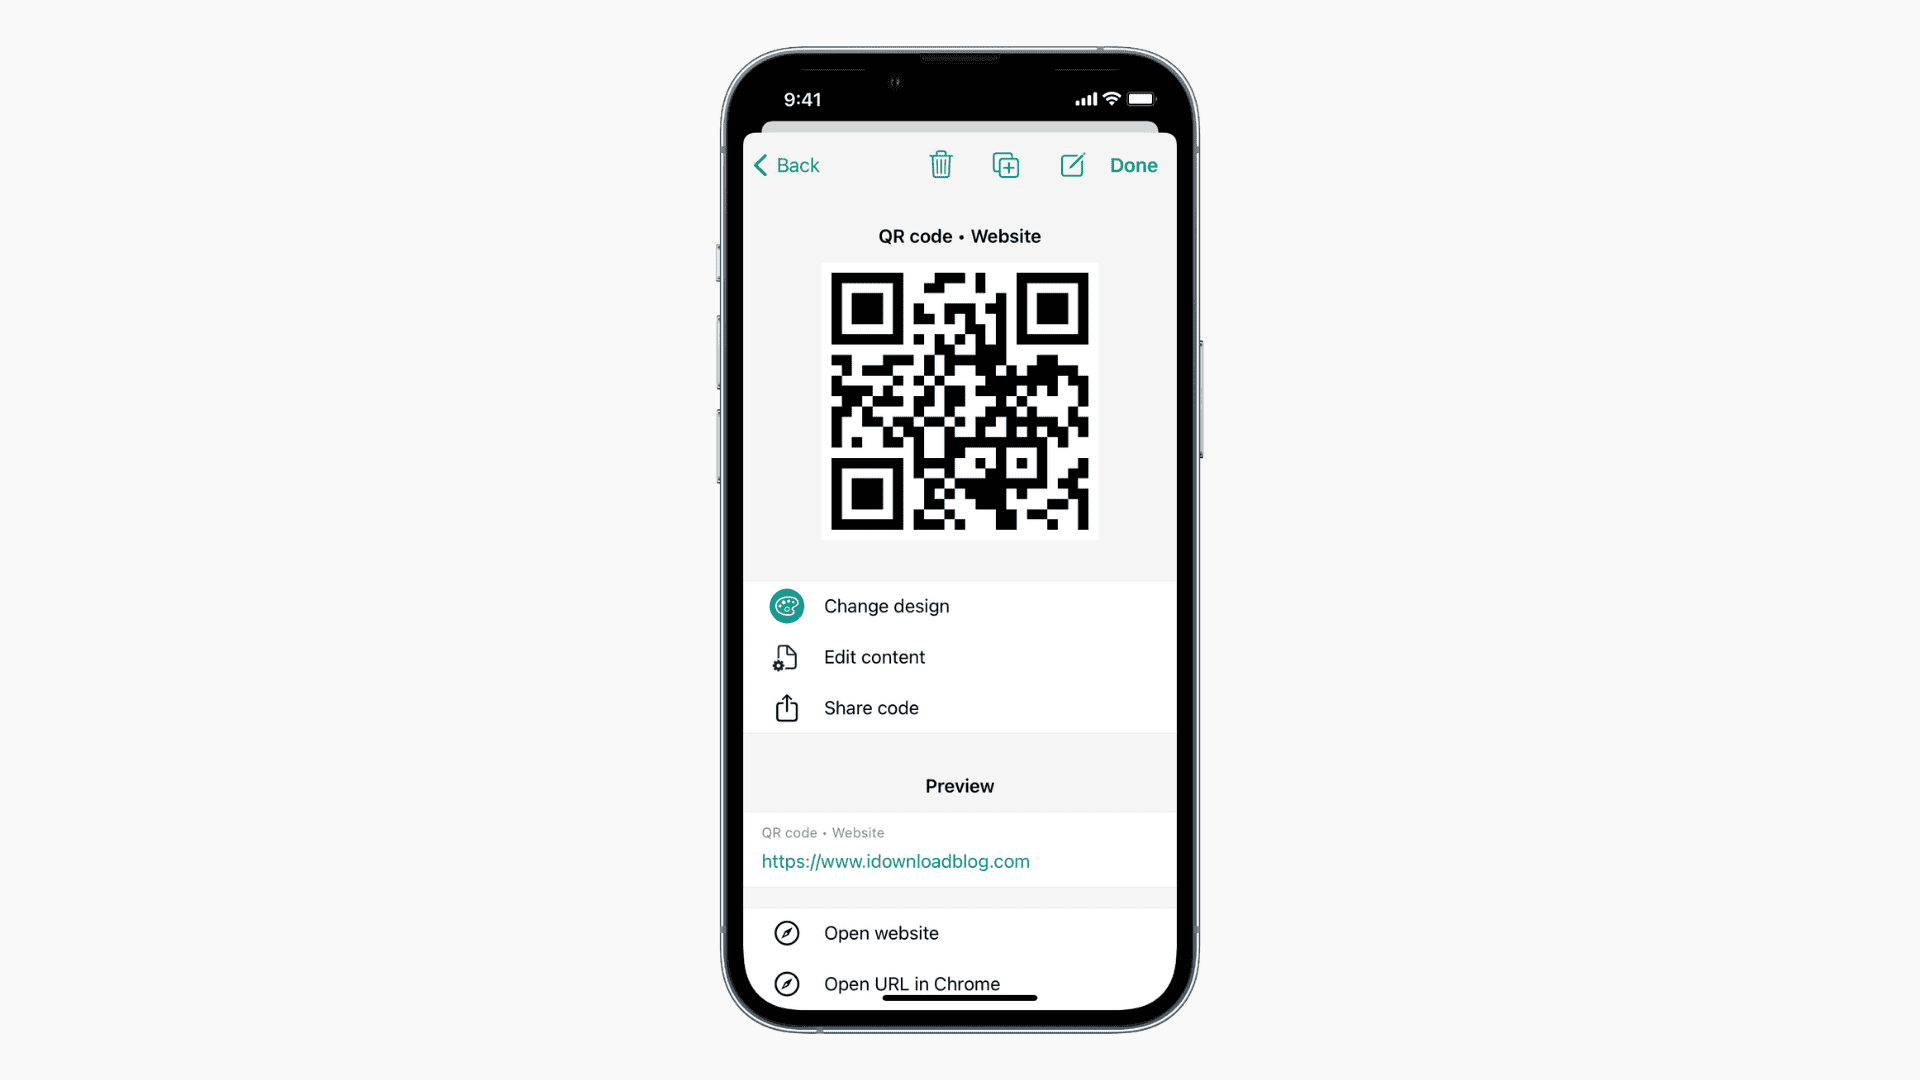 9:41
Back
Done
QR code • Website
Change design
Edit content
Share code
Preview
QR code • Website
https://www.idownloadblog.com
Open website
Open URL in Chrome